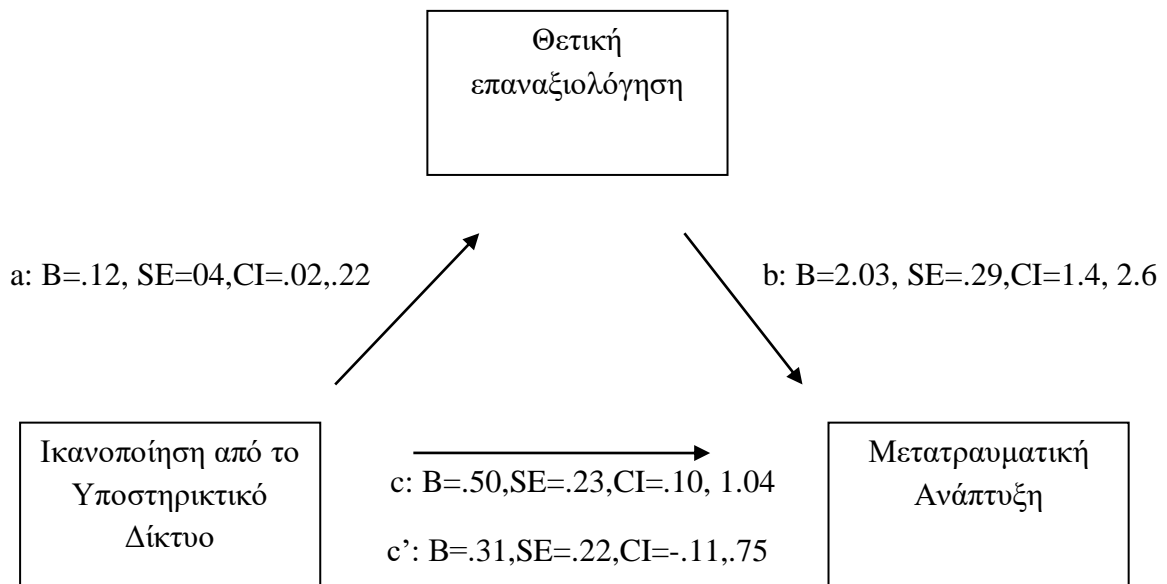 Θετική
επαναξιολόγηση
a: B=.12, SE=04,CI=.02,.22
b: B=2.03, SE=.29,CI=1.4, 2.6
Ικανοποίηση από το
Υποστηρικτικό
Δίκτυο
c: B=.50,SE=.23,CI=.10, 1.04
c’: B=.31,SE=.22,CI=-.11,.75
Μετατραυματική
Ανάπτυξη